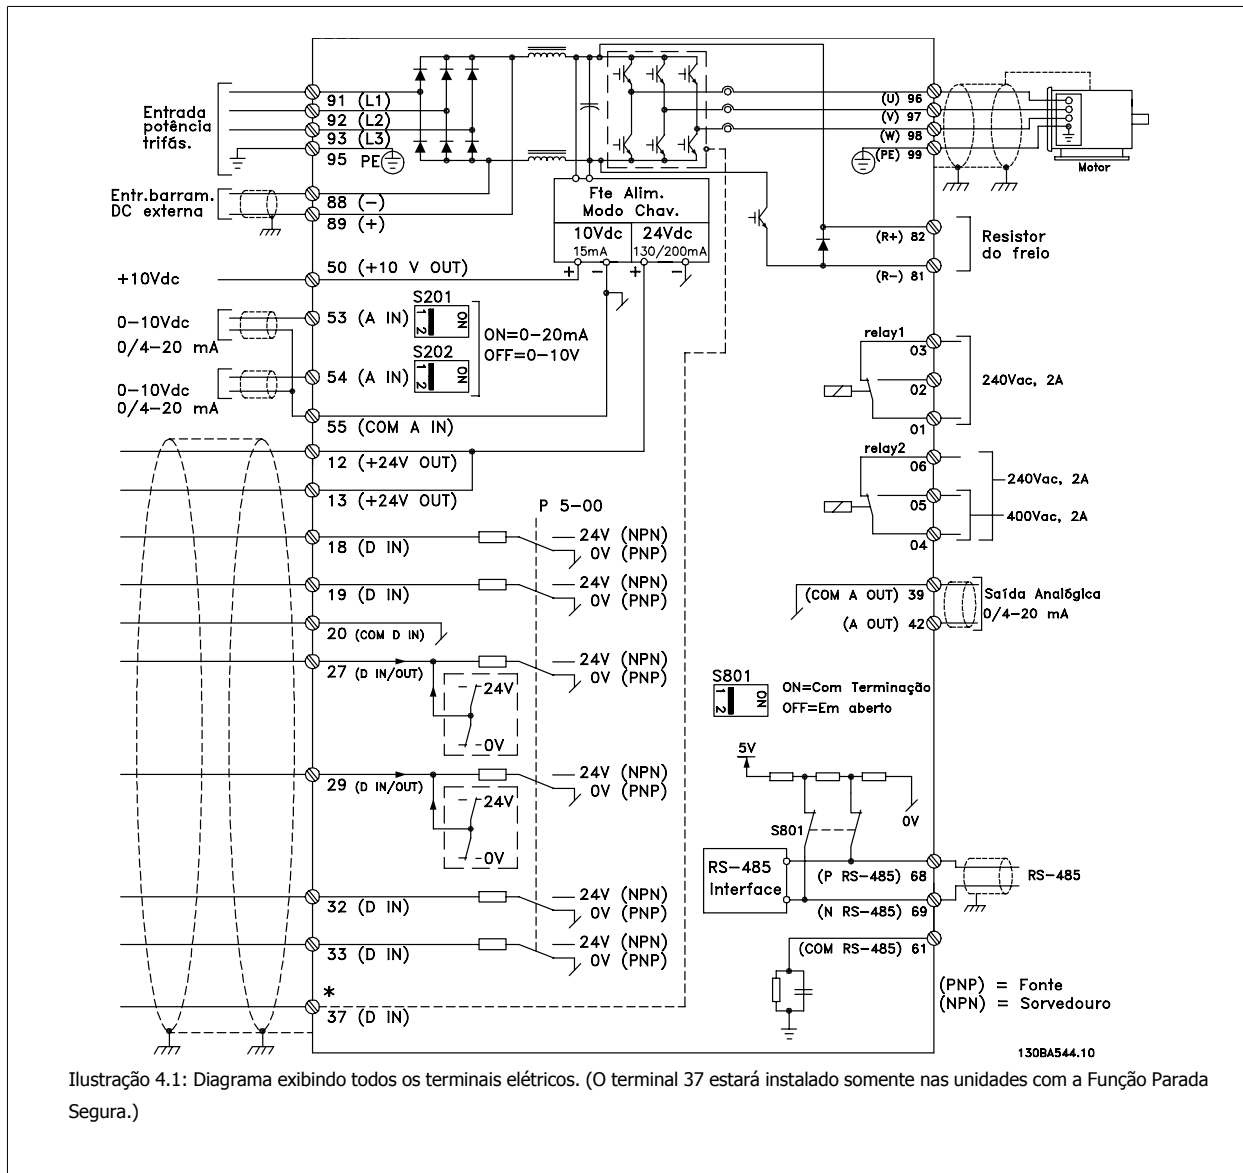 Entrada
potência
trifás.
91 (L1)
92 (L2)
93 (L3)
95 PE
Entr.barram.
DC externa
88 (-)
89 (+)
+10Vdc
50 (+10 V OUT)
0-10Vdc
0/4-20 mA
53 (A IN)
S201
1 2
ON
ON=0-20mA
OFF=0-10V
S202
1 2
ON
0-10Vdc
0/4-20 mA
54 (A IN)
55 (COM A IN)
12 (+24V OUT)
13 (+24V OUT)
P 5-00
18 (D IN)
24V (NPN)
0V (PNP)
19 (D IN)
24V (NPN)
0V (PNP)
20 (COM D IN)
27 (D IN/OUT)
24V (NPN)
0V (PNP)
24V
0V
29 (D IN/OUT)
24V (NPN)
0V (PNP)
24V
0V
32 (D IN)
24V (NPN)
0V (PNP)
33 (D IN)
24V (NPN)
0V (PNP)
*
37 (D IN)
Fte Alim.
Modo Chav.
10Vdc
15mA
24Vdc
130/200mA
+ - + -
(U) 96
(V) 97
(W) 98
(PE) 99
Motor
(R+) 82
(R-) 81
Resistor
do freio
relay1
03
02
01
240Vac, 2A
relay2
06
05
04
240Vac, 2A
400Vac, 2A
(COM A OUT) 39
(A OUT) 42
Saída Analógica
0/4-20 mA
S801
1 2
ON
ON=Com Terminação
OFF=Em aberto
5V
0V
S801
RS-485
Interface
(P RS-485) 68
(N RS-485) 69
(COM RS-485) 61
RS-485
(PNP) = Fonte
(NPN) = Sorvedouro
130BA544.10
Ilustração 4.1: Diagrama exibindo todos os terminais elétricos. (O terminal 37 estará instalado somente nas unidades com a Função Parada
Segura.)